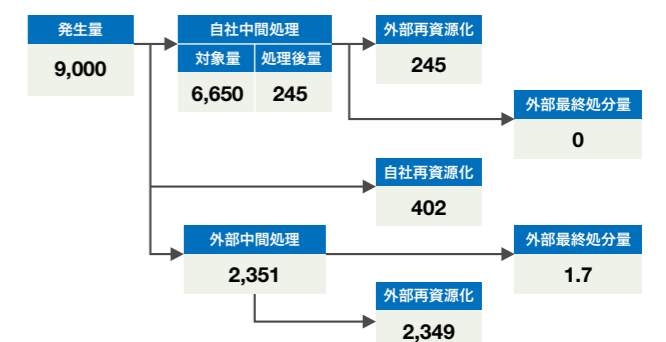 発生量
9,000
自社中間処理
対象量 処理後量
6,650 245
外部再資源化
245
外部最終処分量
0
自社再資源化
402
外部中間処理
2,351
外部最終処分量
1.7
外部再資源化
2,349